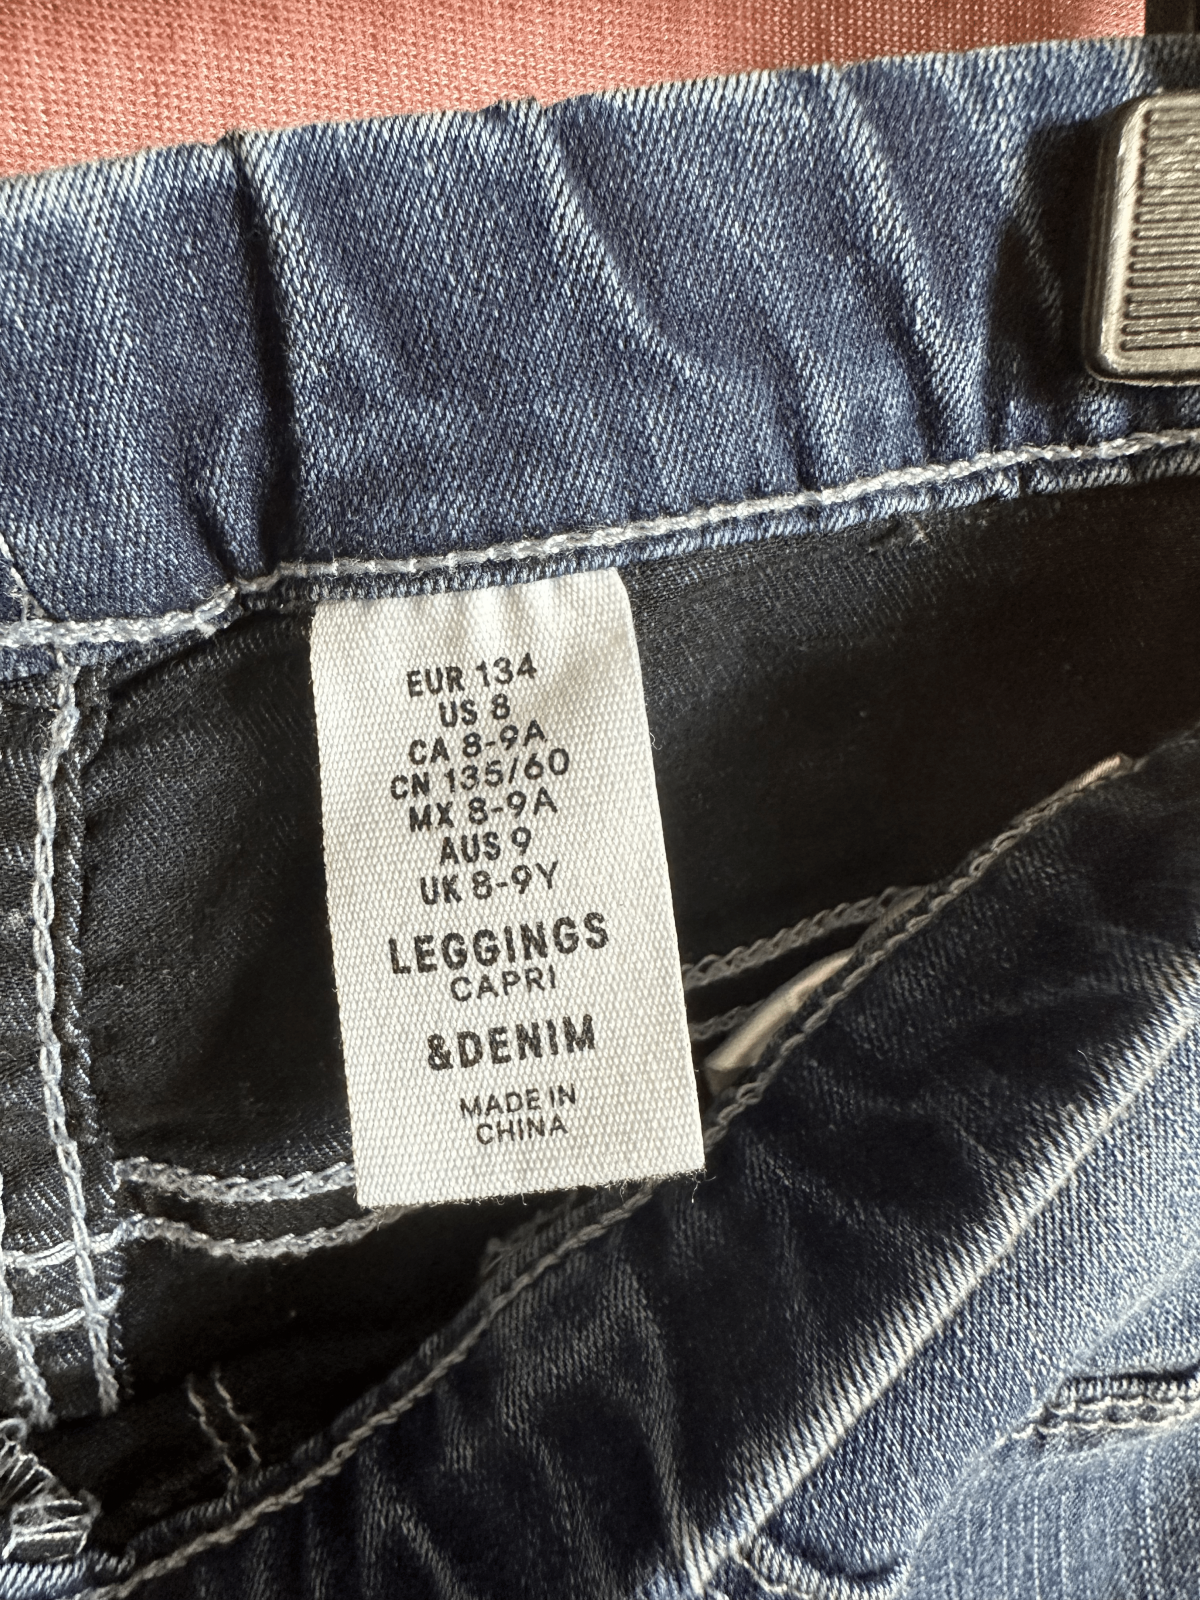 EUR 134
US 8
CA 8-9A
CN 135/60
MX 8-9A
AUS 9
UK 8-9Y
LEGGINGS
CAPRI
&DENIM
MADE IN
CHINA